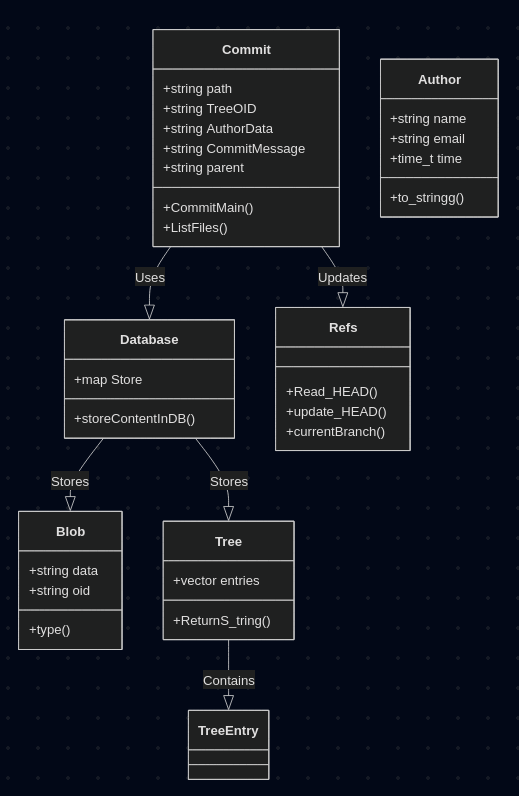 Commit
+string path
+string TreeOID
+string AuthorData
+string CommitMessage
+string parent
+CommitMain()
+ListFiles()
Author
+string name
+string email
+time_t time
+to_stringg()
Uses
Updates
Database
+map Store
+storeContentInDB()
Refs
+Read_HEAD()
+update_HEAD()
+currentBranch()
Stores
Stores
Blob
+string data
+string oid
+type()
Tree
+vector entries
+ReturnS_tring()
Contains
TreeEntry